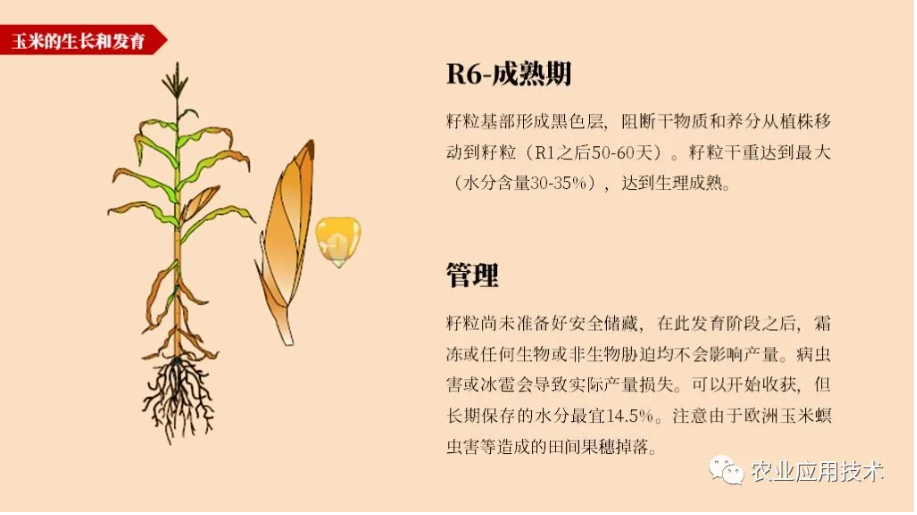 玉米的生长和发育
R6-成熟期
籽粒基部形成黑色层，阻断干物质和养分从植株移
动到籽粒（R1之后50-60天）。籽粒干重达到最大
（水分含量30-35%），达到生理成熟。
管理
籽粒尚未准备好安全储藏，在此发育阶段之后，霜
冻或任何生物或非生物胁迫均不会影响产量。病虫
害或冰雹会导致实际产量损失。可以开始收获，但
长期保存的水分最宜14.5%。注意由于欧洲玉米螟
虫害等造成的田间果穗掉落。
农业应用技术